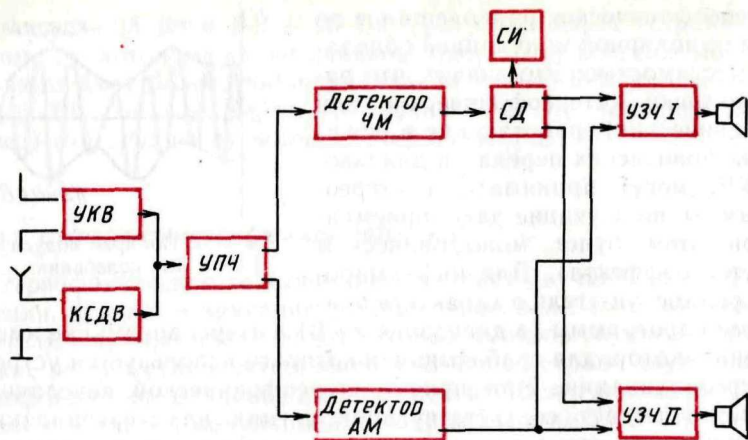 СИ
Детектор
ЧМ
СД
УЗЧ I
УКВ
УПЧ
КСДВ
Детектор
АМ
УЗЧ II